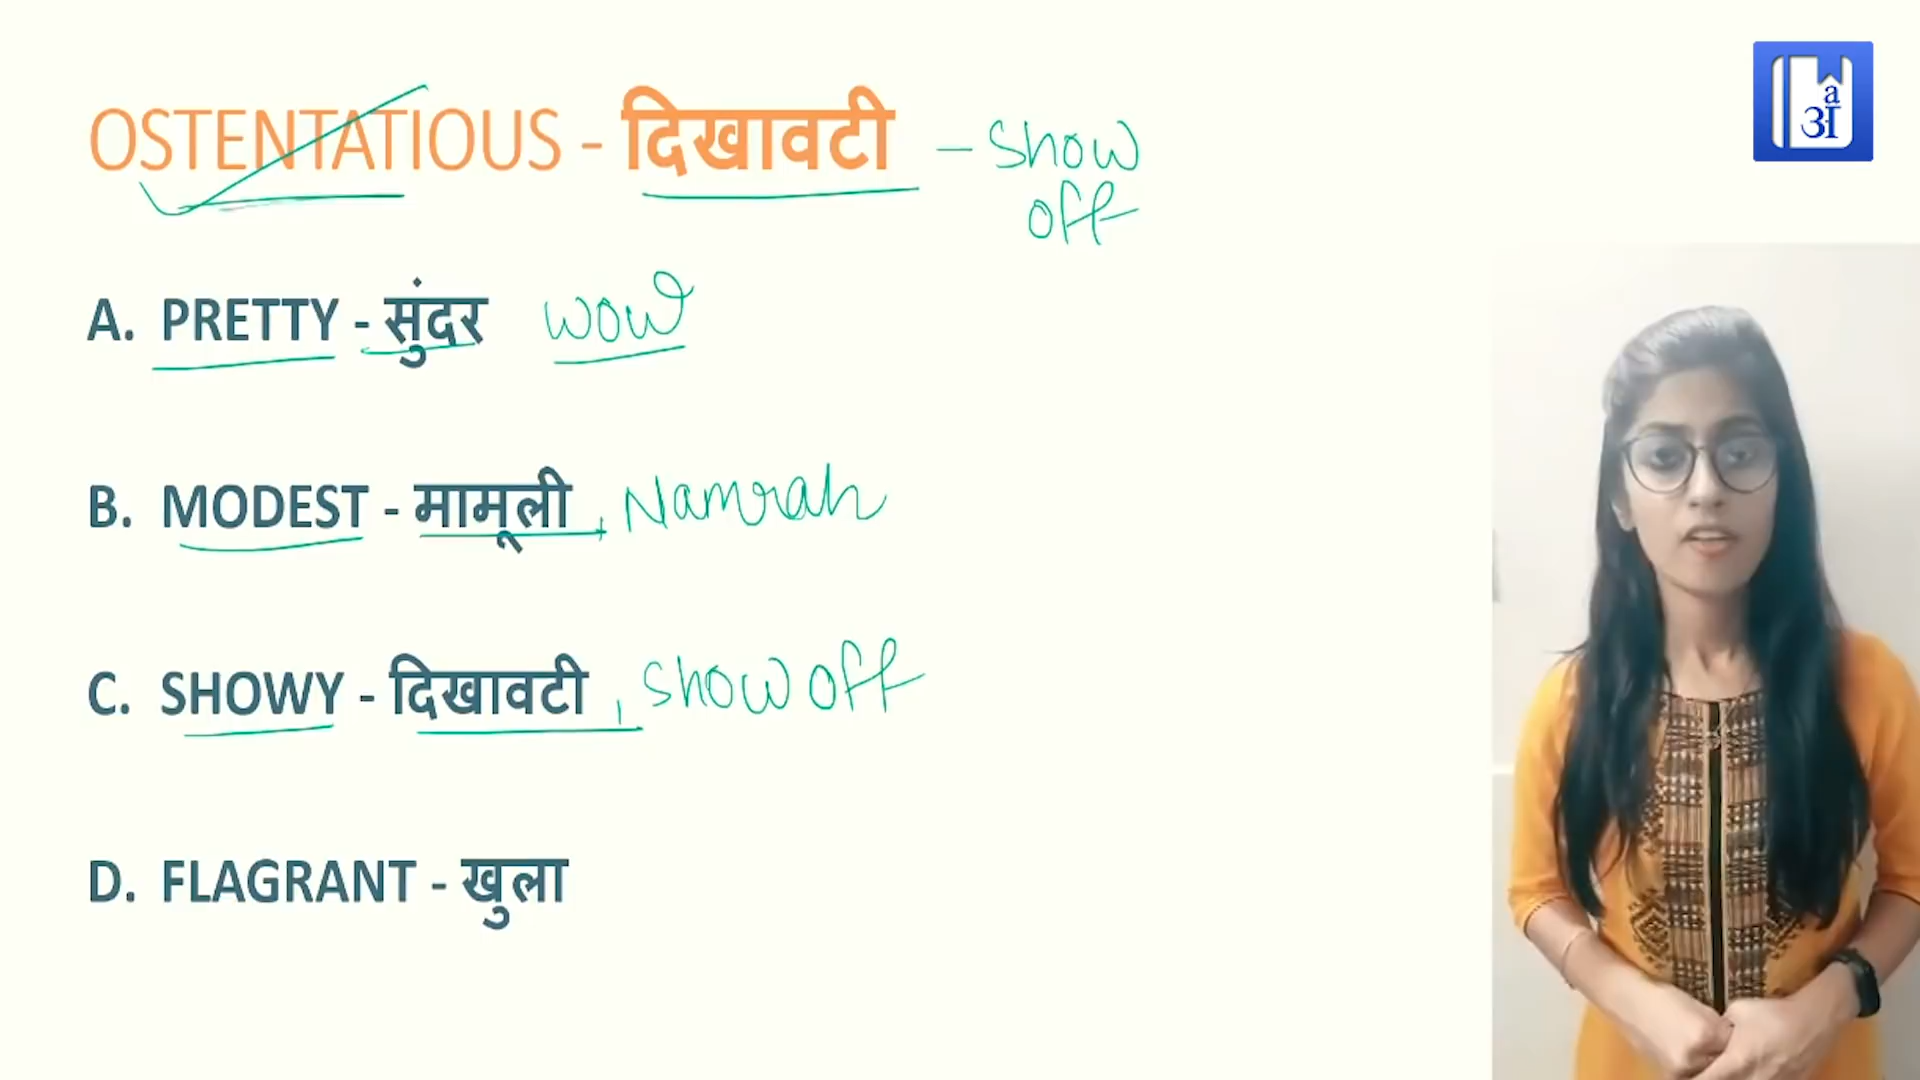 OSTENTATIOUS - दिखावटी - show
off
A. PRETTY - सुंदर wow
B. MODEST - मामूली, Namrah
C. SHOWY - दिखावटी, show off
D. FLAGRANT - खुला
a
अ